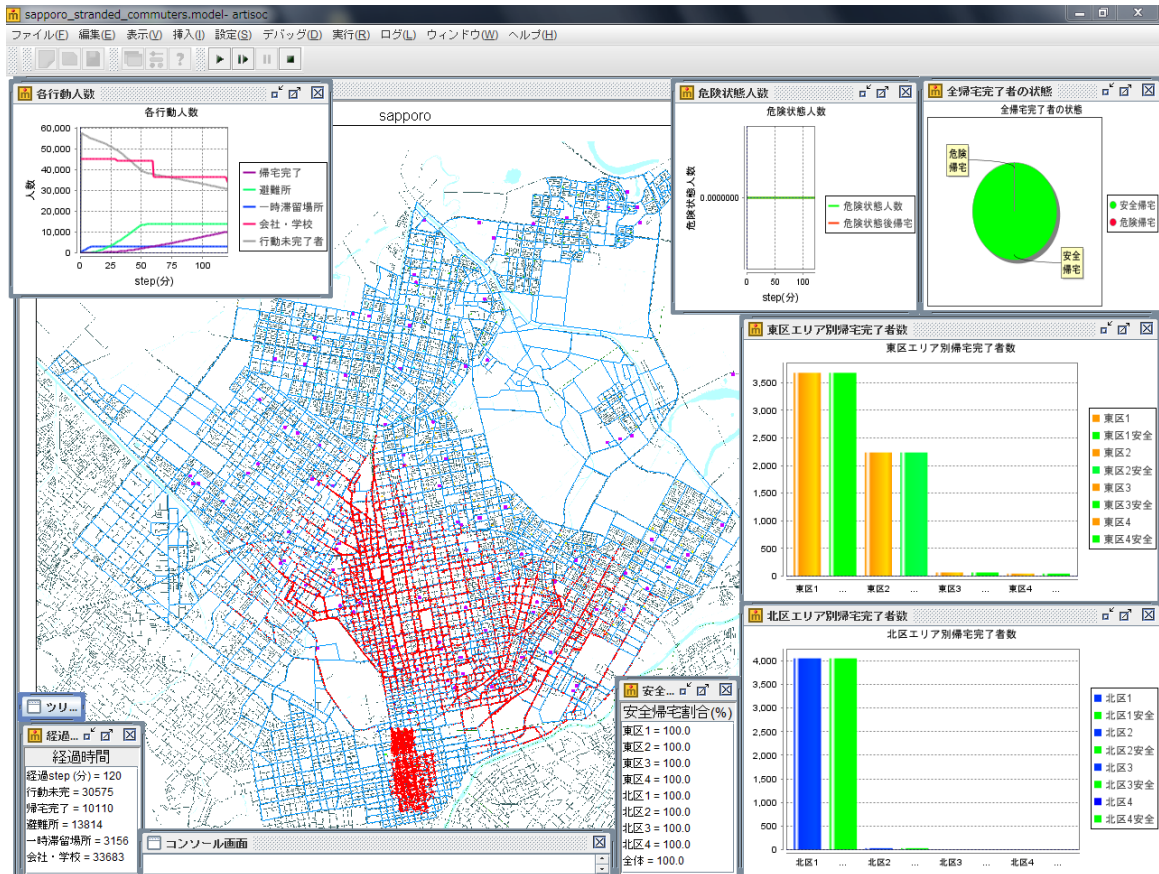 sapporo_stranded_commuters.model- artisoc
ファイル(F) 編集(E) 表示(V) 挿入(I) 設定(S) デバッグ(D) 実行(R) ログ(L) ウィンドウ(W) ヘルプ(H)
各行動人数
各行動人数
人数
60,000
50,000
40,000
30,000
20,000
10,000
0
0 25 50 75 100
step(分)
帰宅完了
避難所
一時滞留場所
会社・学校
行動未完了者
sapporo
危険状態人数
危険状態人数
危険状態人数
0.0000000
0 50 100
step(分)
危険状態人数
危険状態後帰宅
全帰宅完了者の状態
全帰宅完了者の状態
危険
帰宅
安全
帰宅
安全帰宅
危険帰宅
東区エリア別帰宅完了者数
東区エリア別帰宅完了者数
3,500
3,000
2,500
2,000
1,500
1,000
500
0
東区1 ... 東区2 ... 東区3 ... 東区4 ...
東区1
東区1安全
東区2
東区2安全
東区3
東区3安全
東区4
東区4安全
北区エリア別帰宅完了者数
北区エリア別帰宅完了者数
4,000
3,500
3,000
2,500
2,000
1,500
1,000
500
0
北区1 ... 北区2 ... 北区3 ... 北区4 ...
北区1
北区1安全
北区2
北区2安全
北区3
北区3安全
北区4
北区4安全
ツリ...
経過...
経過時間
経過step (分) = 120
行動未完 = 30575
帰宅完了 = 10110
避難所 = 13814
一時滞留場所 = 3156
会社・学校 = 33683
コンソール画面
安全...
安全帰宅割合(%)
東区1 = 100.0
東区2 = 100.0
東区3 = 100.0
東区4 = 100.0
北区1 = 100.0
北区2 = 100.0
北区3 = 100.0
北区4 = 100.0
全体 = 100.0